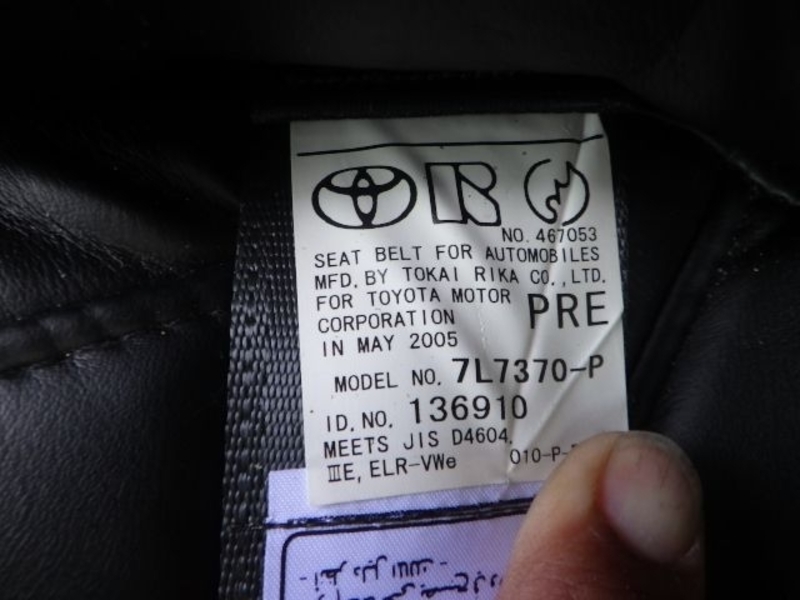 NO. 467053
SEAT BELT FOR AUTOMOBILES
MFD. BY TOKAI RIKA CO., LTD.
FOR TOYOTA MOTOR
CORPORATION PRE
IN MAY 2005
MODEL NO. 7L7370-P
ID. NO. 136910
MEETS JIS D4604,
ⅢE, ELR-VWe 010-P-